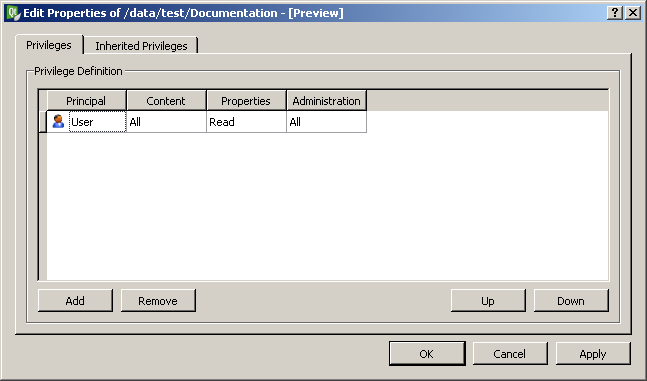 Edit Properties of /data/test/Documentation - [Preview]
Privileges Inherited Privileges
Privilege Definition
Principal Content Properties Administration
User All Read All
Add Remove Up Down
OK Cancel Apply